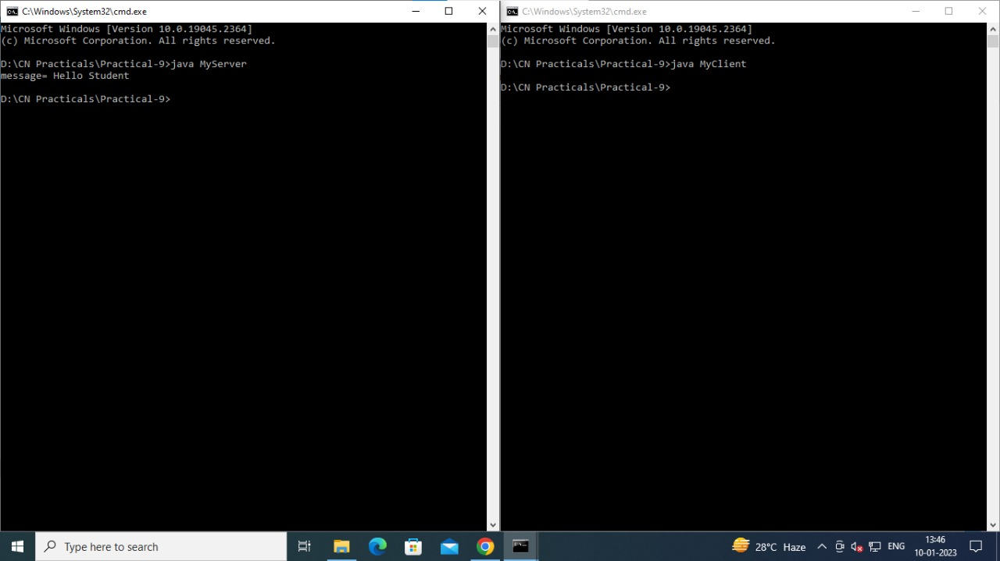 C:\Windows\System32\cmd.exe
Microsoft Windows [Version 10.0.19045.2364]
(c) Microsoft Corporation. All rights reserved.
D:\CN Practicals\Practical-9>java MyServer
message= Hello Student
D:\CN Practicals\Practical-9>
C:\Windows\System32\cmd.exe
Microsoft Windows [Version 10.0.19045.2364]
(c) Microsoft Corporation. All rights reserved.
D:\CN Practicals\Practical-9>java MyClient
D:\CN Practicals\Practical-9>
Type here to search
28°C Haze
ENG
13:46
10-01-2023